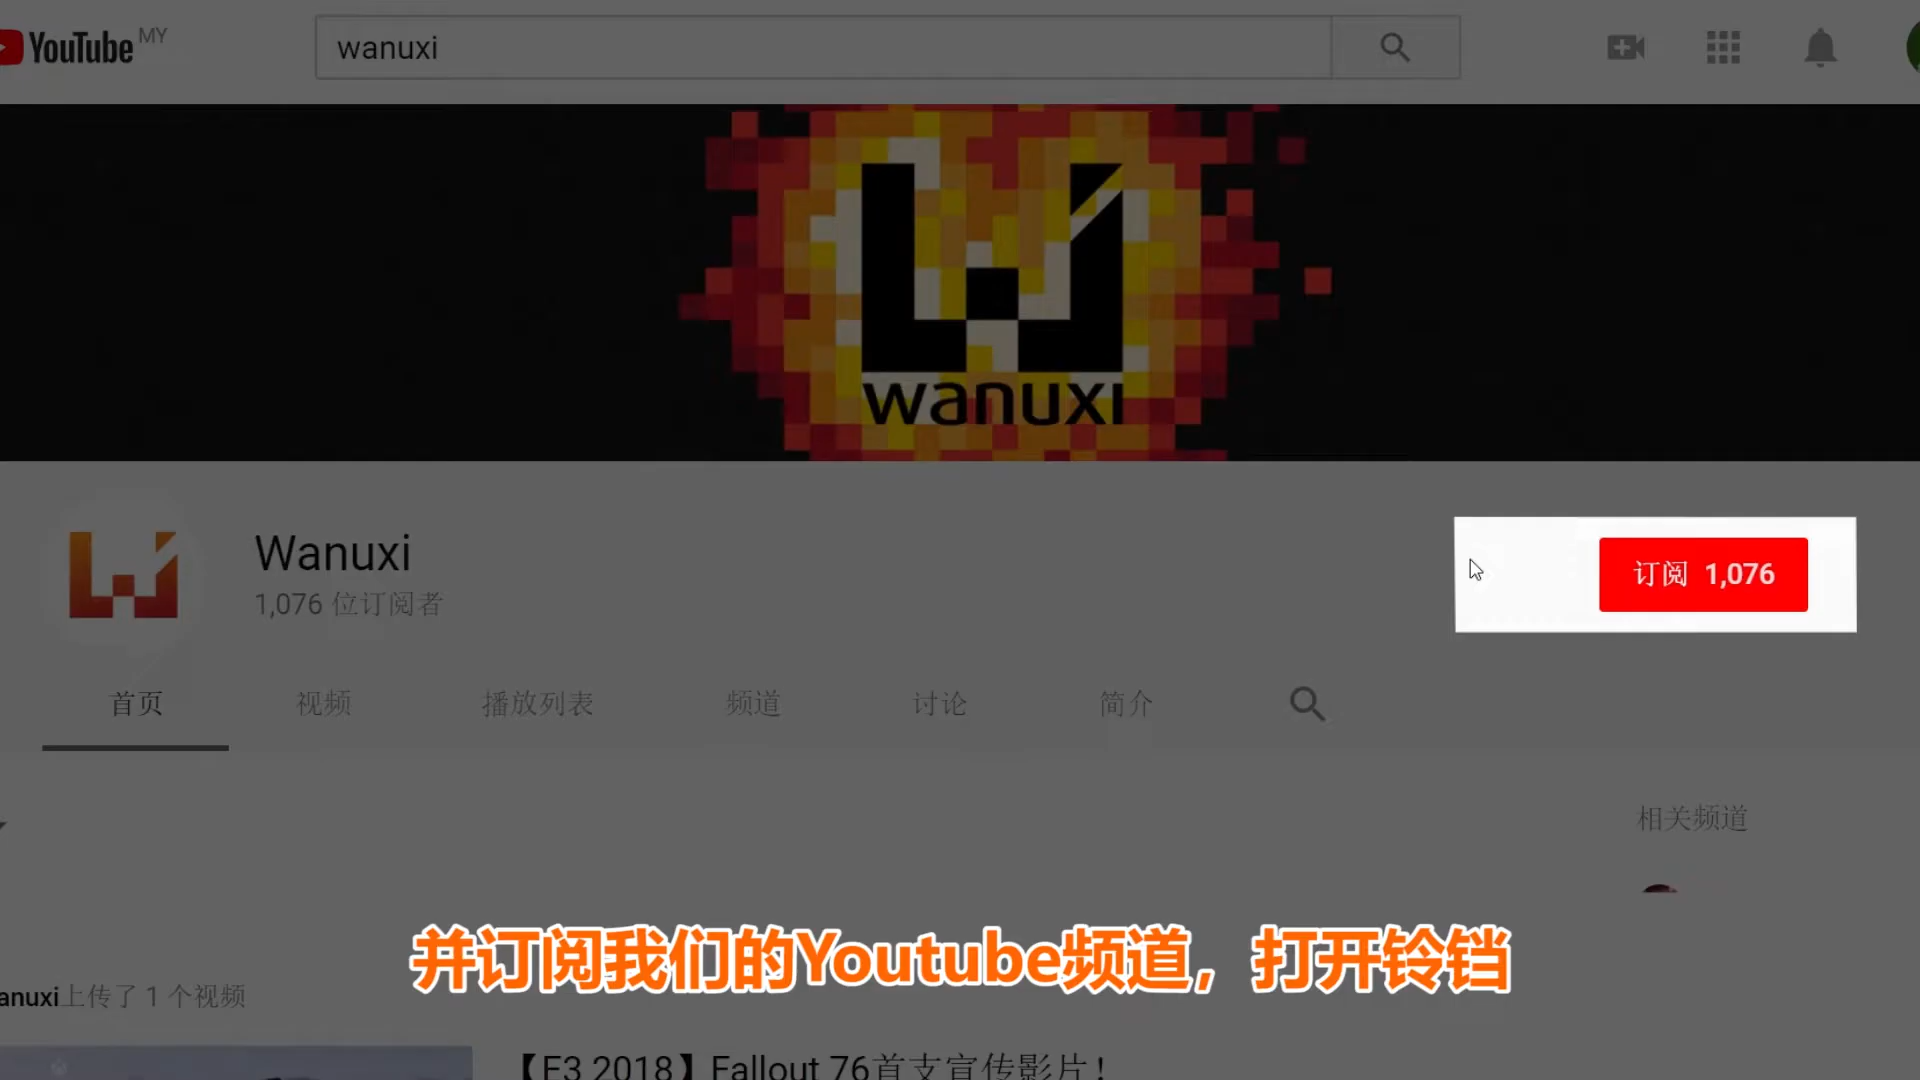 YouTube MY
wanuxi
wanuxi
Wanuxi
1,076 位订阅者
订阅 1,076
首页 视频 播放列表 频道 讨论 简介
相关频道
并订阅我们的Youtube频道，打开铃铛
anuxi上传了 1 个视频
【E3 2018】Fallout 76首支宣传影片！